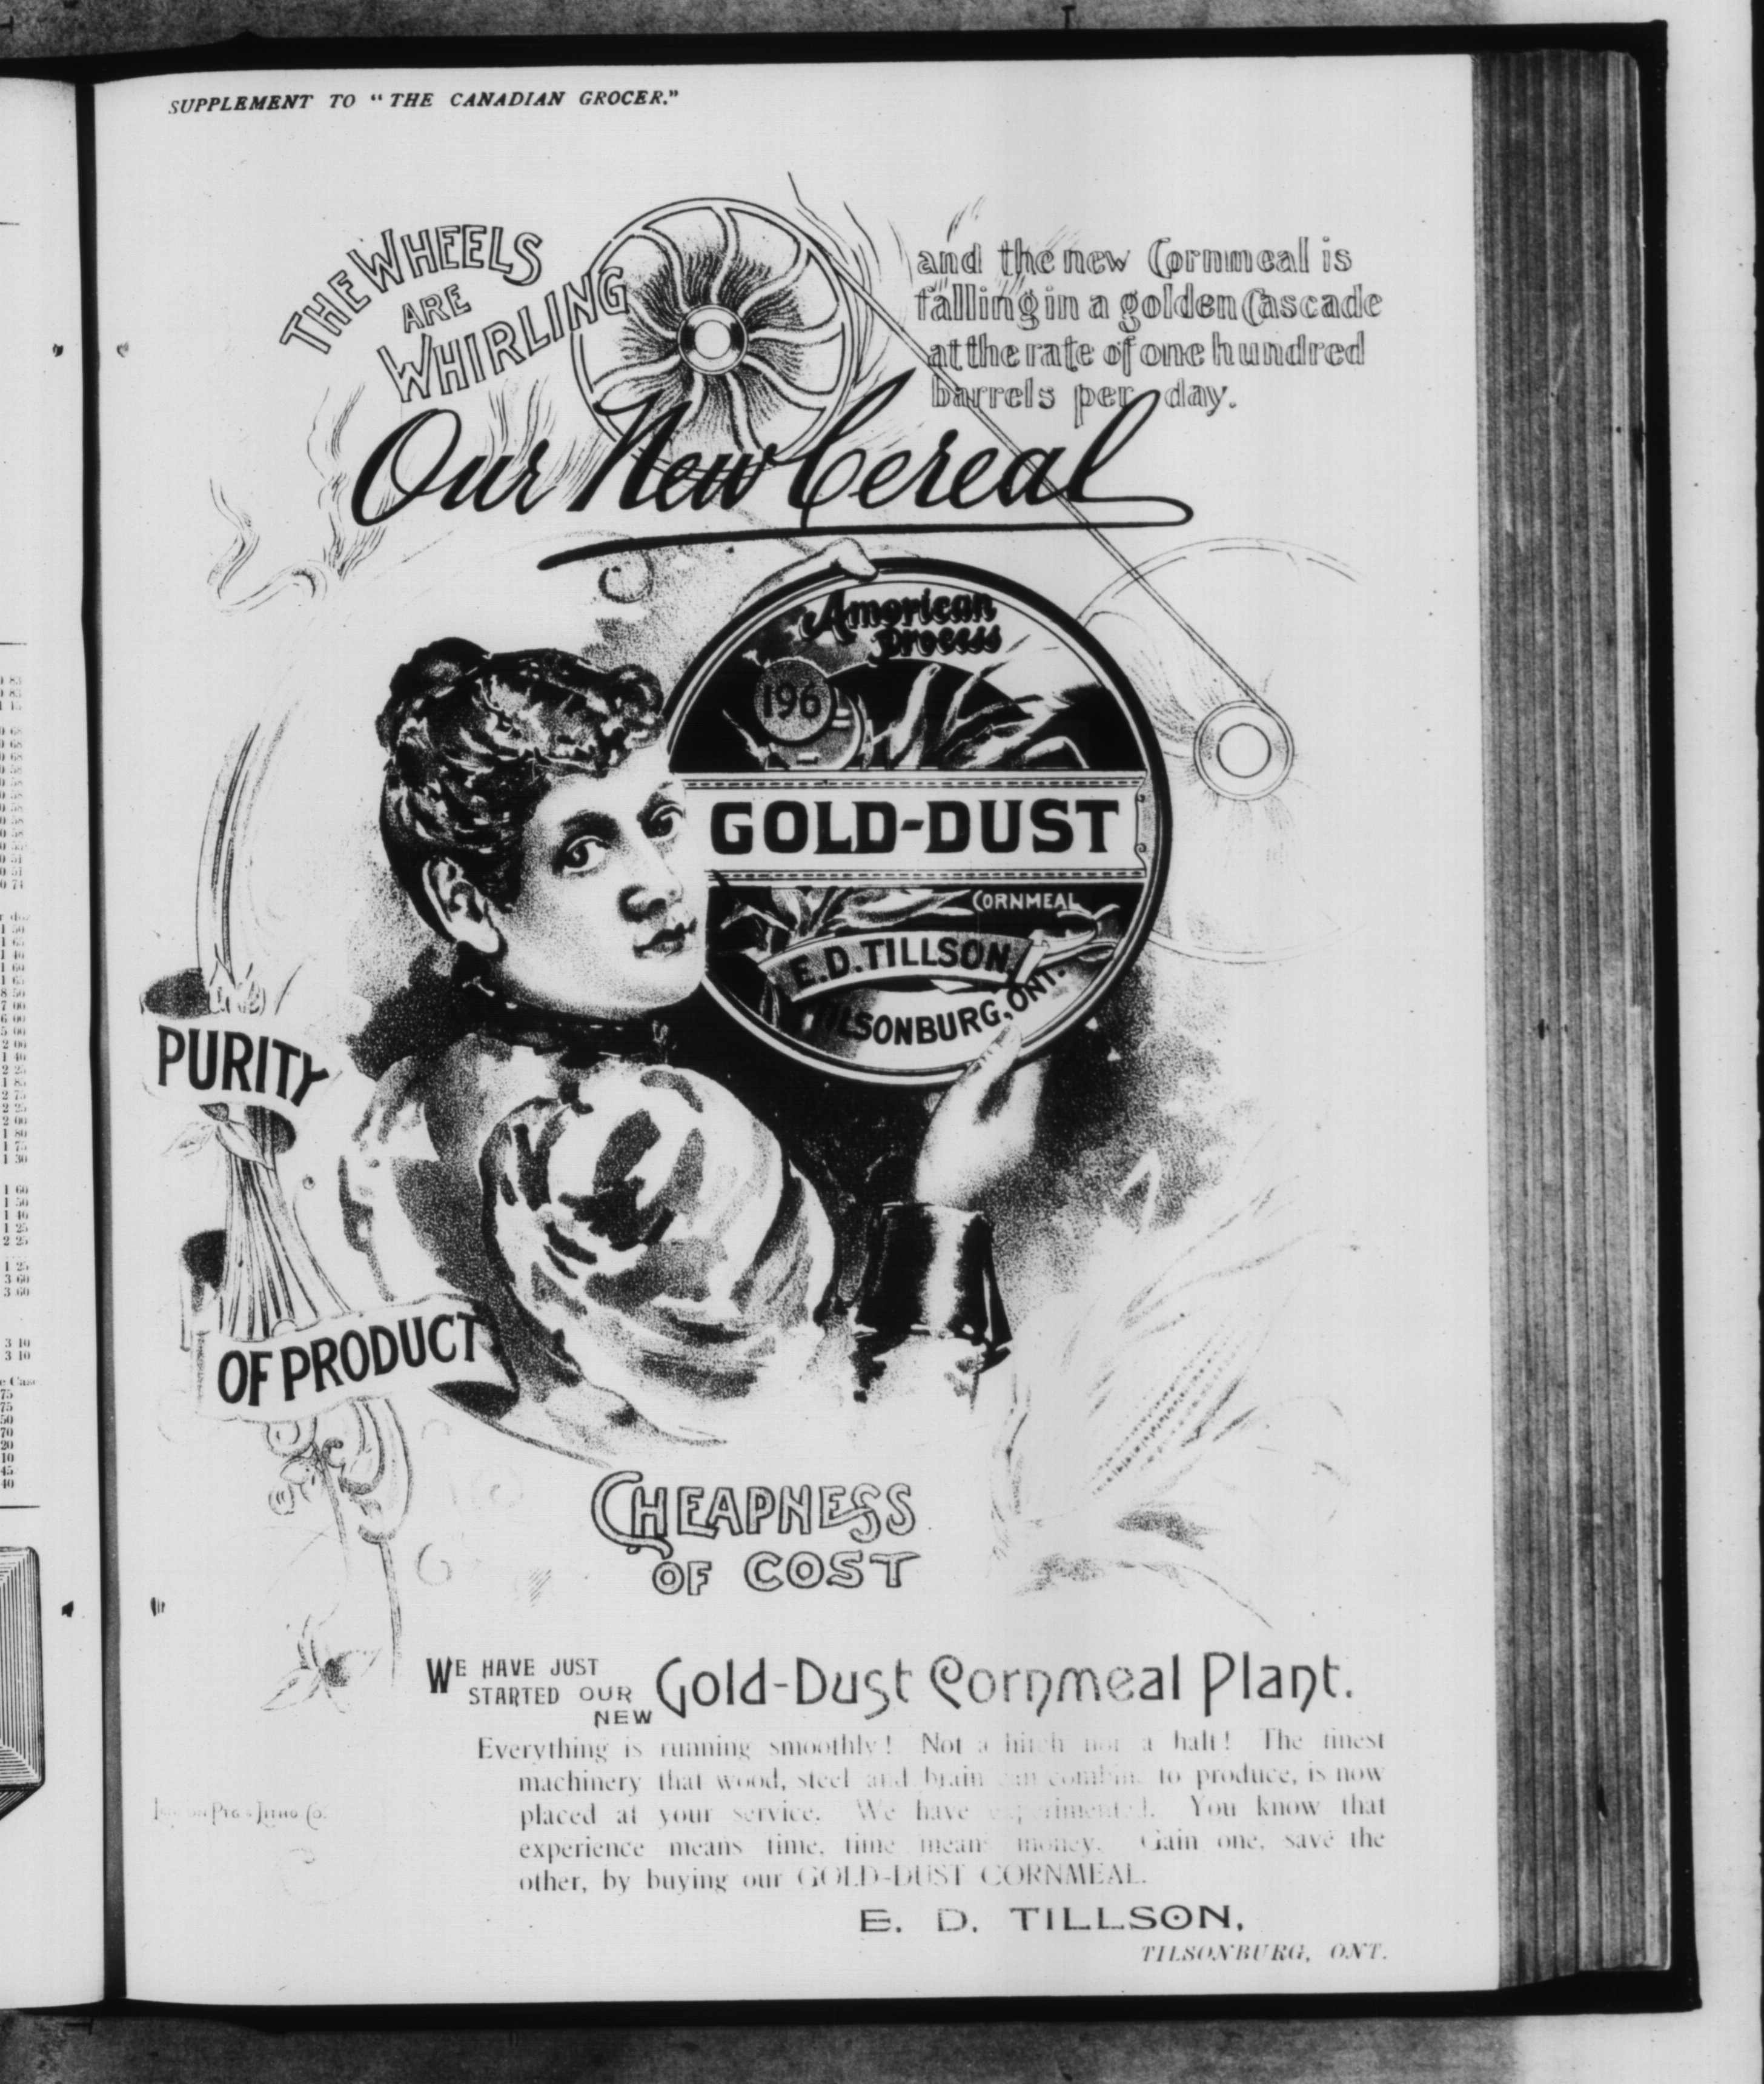 SUPPLEMENT TO "THE CANADIAN GROCER."
THE WHEELS
ARE
WHIRLING
and the new Cornmeal is
falling in a golden Cascade
at the rate of one hundred
barrels per day.
Our New Cereal
American
Process
196
GOLD-DUST
CORNMEAL
E.D. TILLSON,
TILSONBURG, ONT.
PURITY
OF PRODUCT
CHEAPNESS
OF COST
WE HAVE JUST
STARTED OUR
NEW
Gold-Dust Cornmeal Plant.
Everything is running smoothly! Not a hitch nor a halt! The finest
machinery that wood, steel and brain can combine to produce, is now
placed at your service. We have experimented. You know that
experience means time, time means money. Gain one, save the
other, by buying our GOLD-DUST CORNMEAL.
E. D. TILLSON,
TILSONBURG, ONT.
Ptg & Litho Co.